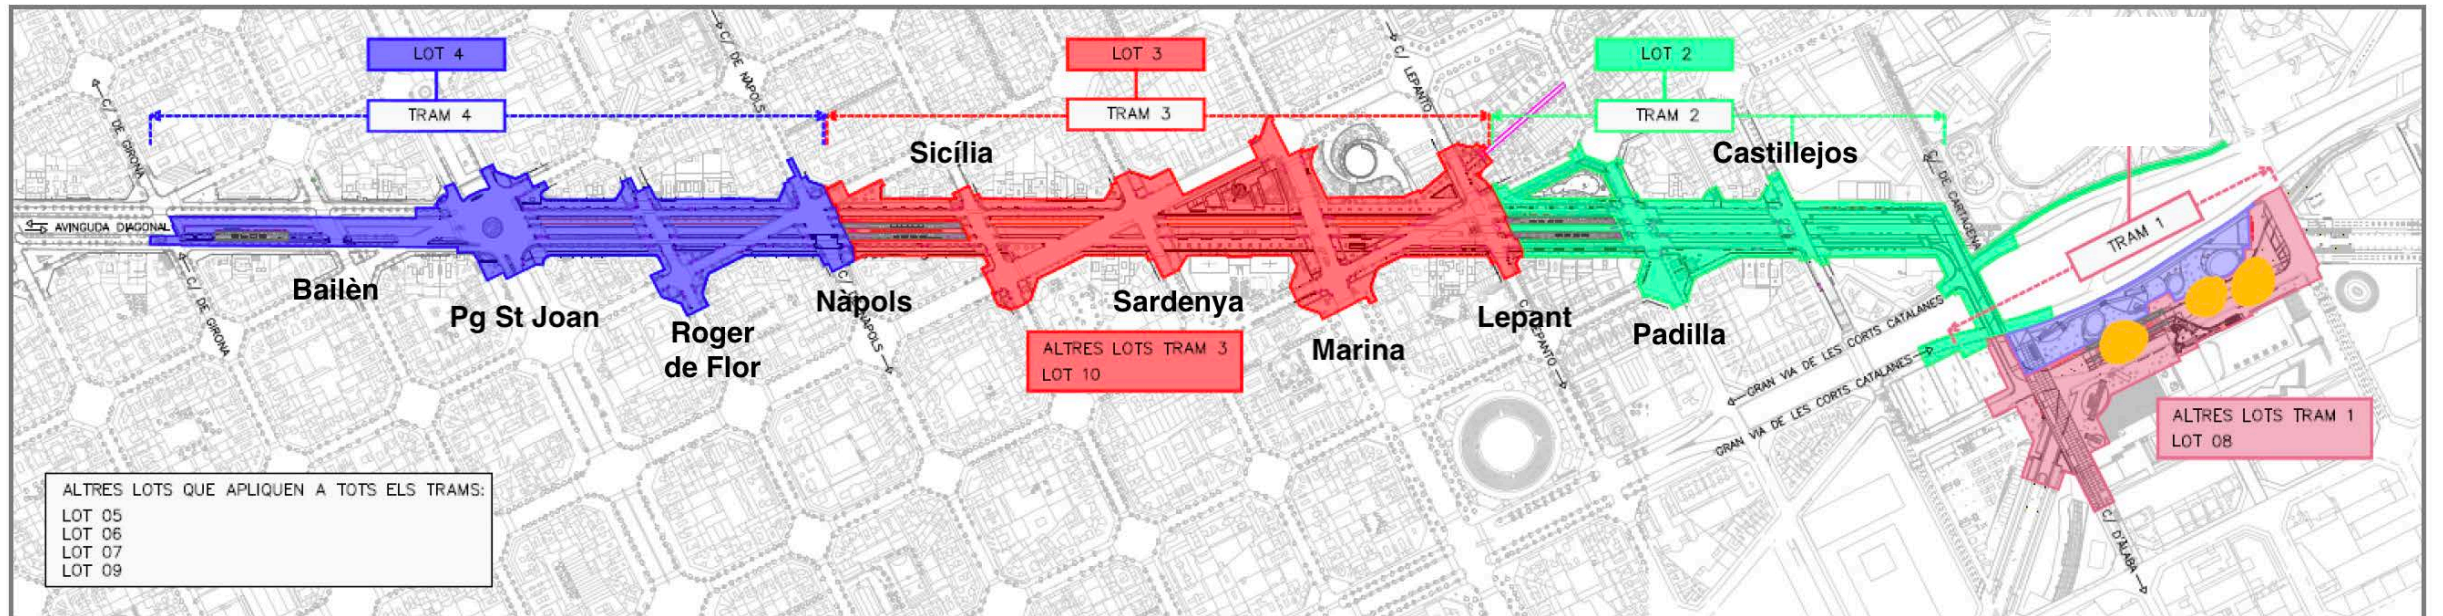 LOT 4
LOT 3
LOT 2
TRAM 4
TRAM 3
TRAM 2
C/ DE GIRONA
C/ DE NÀPOLS
C/ LEPANTO
Sicília
Castillejos
C/ DE CARTAGENA
AVINGUDA DIAGONAL
TRAM 1
Bailèn
Pg St Joan
Roger
de Flor
Nàpols
Sardenya
Marina
Lepant
Padilla
C/ DE GIRONA
C/ DE NÀPOLS
C/ LEPANTO
GRAN VIA DE LES CORTS CATALANES
GRAN VIA DE LES CORTS CATALANES
ALTRES LOTS TRAM 3
LOT 10
ALTRES LOTS TRAM 1
LOT 08
C/ D'ÀLABA
ALTRES LOTS QUE APLIQUEN A TOTS ELS TRAMS:
LOT 05
LOT 06
LOT 07
LOT 09